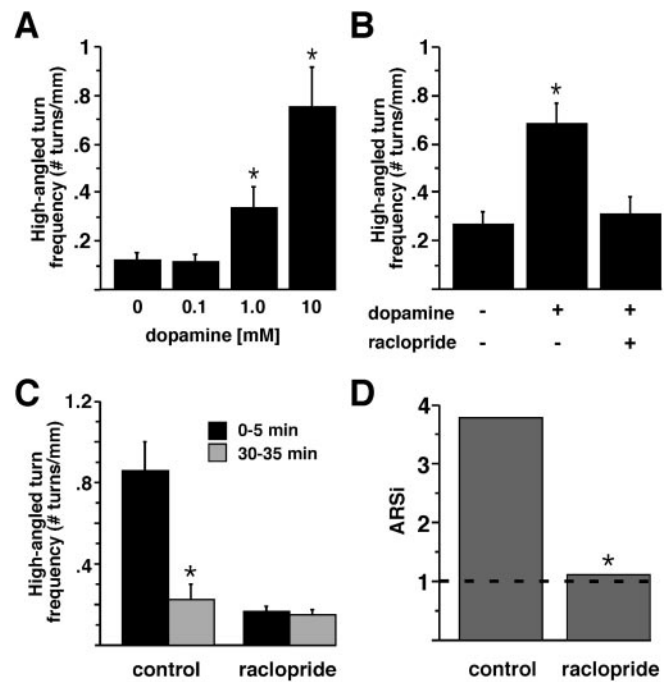 A
High-angled turn
frequency (# turns/mm)
1
.8
.6
.4
.2
*
*
0 0.1 1.0 10
dopamine [mM]
B
High-angled turn
frequency (# turns/mm)
1
.8
.6
.4
.2
*
dopamine - + +
raclopride - - +
C
High-angled turn
frequency (# turns/mm)
1.2
.8
.4
0-5 min
30-35 min
*
control raclopride
D
ARSi
4
3
2
1
*
control raclopride